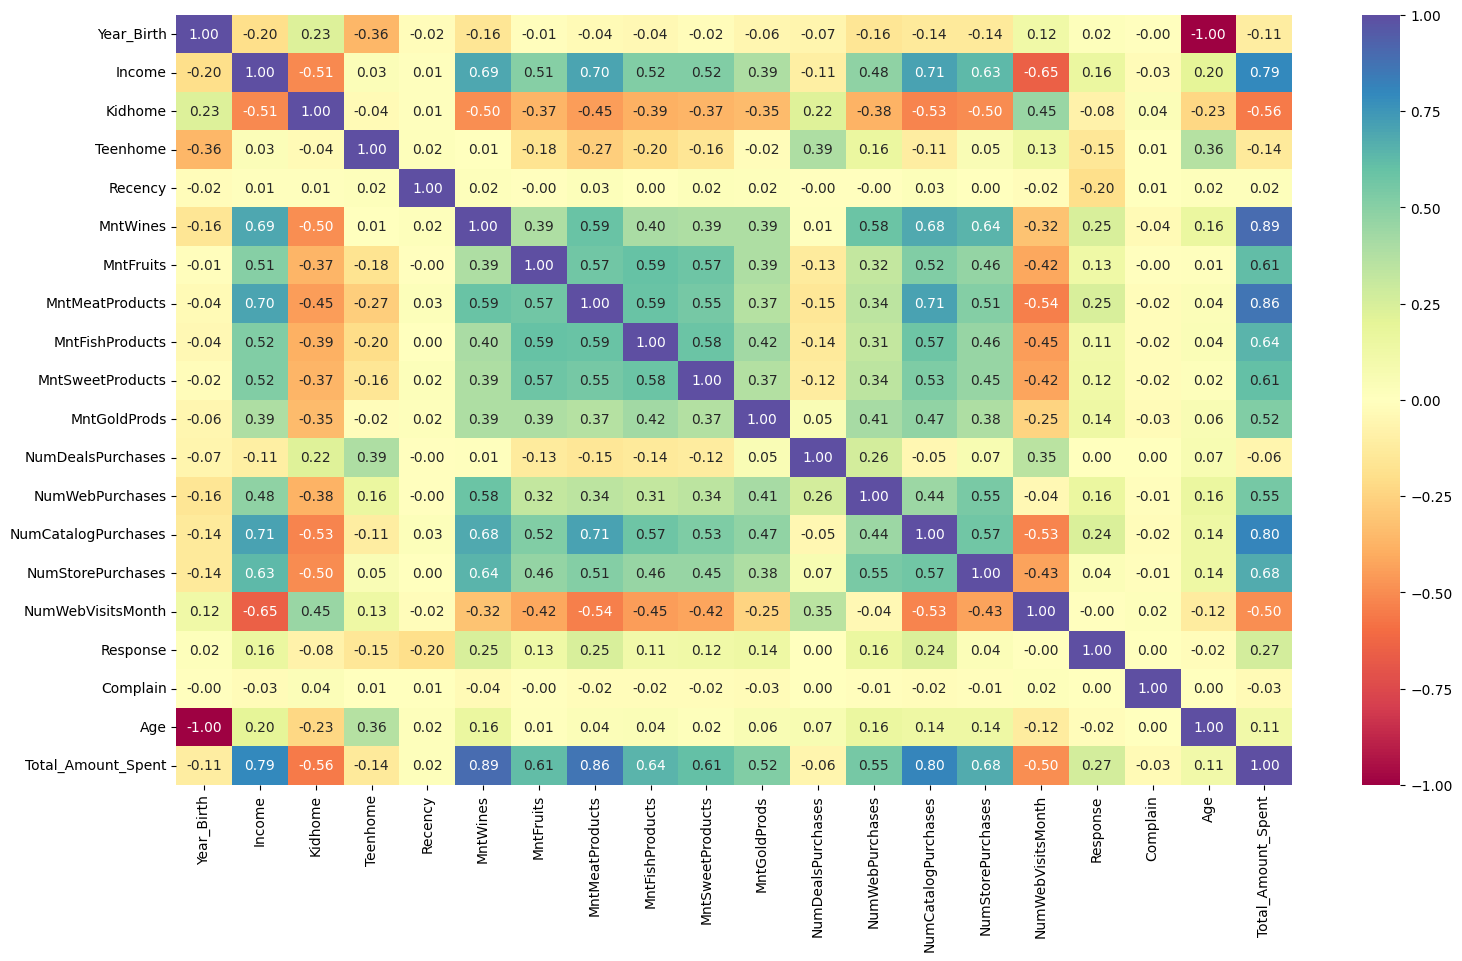 Year_Birth 1.00 -0.20 0.23 -0.36 -0.02 -0.16 -0.01 -0.04 -0.04 -0.02 -0.06 -0.07 -0.16 -0.14 -0.14 0.12 0.02 -0.00 -1.00 -0.11
Income -0.20 1.00 -0.51 0.03 0.01 0.69 0.51 0.70 0.52 0.52 0.39 -0.11 0.48 0.71 0.63 -0.65 0.16 -0.03 0.20 0.79
Kidhome 0.23 -0.51 1.00 -0.04 0.01 -0.50 -0.37 -0.45 -0.39 -0.37 -0.35 0.22 -0.38 -0.53 -0.50 0.45 -0.08 0.04 -0.23 -0.56
Teenhome -0.36 0.03 -0.04 1.00 0.02 0.01 -0.18 -0.27 -0.20 -0.16 -0.02 0.39 0.16 -0.11 0.05 0.13 -0.15 0.01 0.36 -0.14
Recency -0.02 0.01 0.01 0.02 1.00 0.02 -0.00 0.03 0.00 0.02 0.02 -0.00 -0.00 0.03 0.00 -0.02 -0.20 0.01 0.02 0.02
MntWines -0.16 0.69 -0.50 0.01 0.02 1.00 0.39 0.59 0.40 0.39 0.39 0.01 0.58 0.68 0.64 -0.32 0.25 -0.04 0.16 0.89
MntFruits -0.01 0.51 -0.37 -0.18 -0.00 0.39 1.00 0.57 0.59 0.57 0.39 -0.13 0.32 0.52 0.46 -0.42 0.13 -0.00 0.01 0.61
MntMeatProducts -0.04 0.70 -0.45 -0.27 0.03 0.59 0.57 1.00 0.59 0.55 0.37 -0.15 0.34 0.71 0.51 -0.54 0.25 -0.02 0.04 0.86
MntFishProducts -0.04 0.52 -0.39 -0.20 0.00 0.40 0.59 0.59 1.00 0.58 0.42 -0.14 0.31 0.57 0.46 -0.45 0.11 -0.02 0.04 0.64
MntSweetProducts -0.02 0.52 -0.37 -0.16 0.02 0.39 0.57 0.55 0.58 1.00 0.37 -0.12 0.34 0.53 0.45 -0.42 0.12 -0.02 0.02 0.61
MntGoldProds -0.06 0.39 -0.35 -0.02 0.02 0.39 0.39 0.37 0.42 0.37 1.00 0.05 0.41 0.47 0.38 -0.25 0.14 -0.03 0.06 0.52
NumDealsPurchases -0.07 -0.11 0.22 0.39 -0.00 0.01 -0.13 -0.15 -0.14 -0.12 0.05 1.00 0.26 -0.05 0.07 0.35 0.00 0.00 0.07 -0.06
NumWebPurchases -0.16 0.48 -0.38 0.16 -0.00 0.58 0.32 0.34 0.31 0.34 0.41 0.26 1.00 0.44 0.55 -0.04 0.16 -0.01 0.16 0.55
NumCatalogPurchases -0.14 0.71 -0.53 -0.11 0.03 0.68 0.52 0.71 0.57 0.53 0.47 -0.05 0.44 1.00 0.57 -0.53 0.24 -0.02 0.14 0.80
NumStorePurchases -0.14 0.63 -0.50 0.05 0.00 0.64 0.46 0.51 0.46 0.45 0.38 0.07 0.55 0.57 1.00 -0.43 0.04 -0.01 0.14 0.68
NumWebVisitsMonth 0.12 -0.65 0.45 0.13 -0.02 -0.32 -0.42 -0.54 -0.45 -0.42 -0.25 0.35 -0.04 -0.53 -0.43 1.00 -0.00 0.02 -0.12 -0.50
Response 0.02 0.16 -0.08 -0.15 -0.20 0.25 0.13 0.25 0.11 0.12 0.14 0.00 0.16 0.24 0.04 -0.00 1.00 0.00 -0.02 0.27
Complain -0.00 -0.03 0.04 0.01 0.01 -0.04 -0.00 -0.02 -0.02 -0.02 -0.03 0.00 -0.01 -0.02 -0.01 0.02 0.00 1.00 0.00 -0.03
Age -1.00 0.20 -0.23 0.36 0.02 0.16 0.01 0.04 0.04 0.02 0.06 0.07 0.16 0.14 0.14 -0.12 -0.02 0.00 1.00 0.11
Total_Amount_Spent -0.11 0.79 -0.56 -0.14 0.02 0.89 0.61 0.86 0.64 0.61 0.52 -0.06 0.55 0.80 0.68 -0.50 0.27 -0.03 0.11 1.00
Year_Birth
Income
Kidhome
Teenhome
Recency
MntWines
MntFruits
MntMeatProducts
MntFishProducts
MntSweetProducts
MntGoldProds
NumDealsPurchases
NumWebPurchases
NumCatalogPurchases
NumStorePurchases
NumWebVisitsMonth
Response
Complain
Age
Total_Amount_Spent
1.00
0.75
0.50
0.25
0.00
−0.25
−0.50
−0.75
−1.00